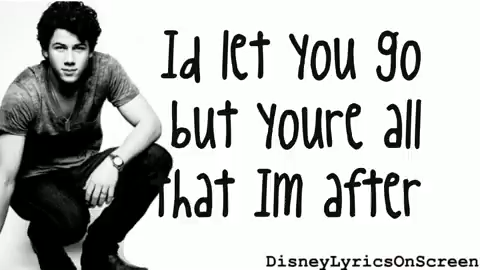 Id let you go
but youre all
that Im after
DisneyLyricsOnScreen